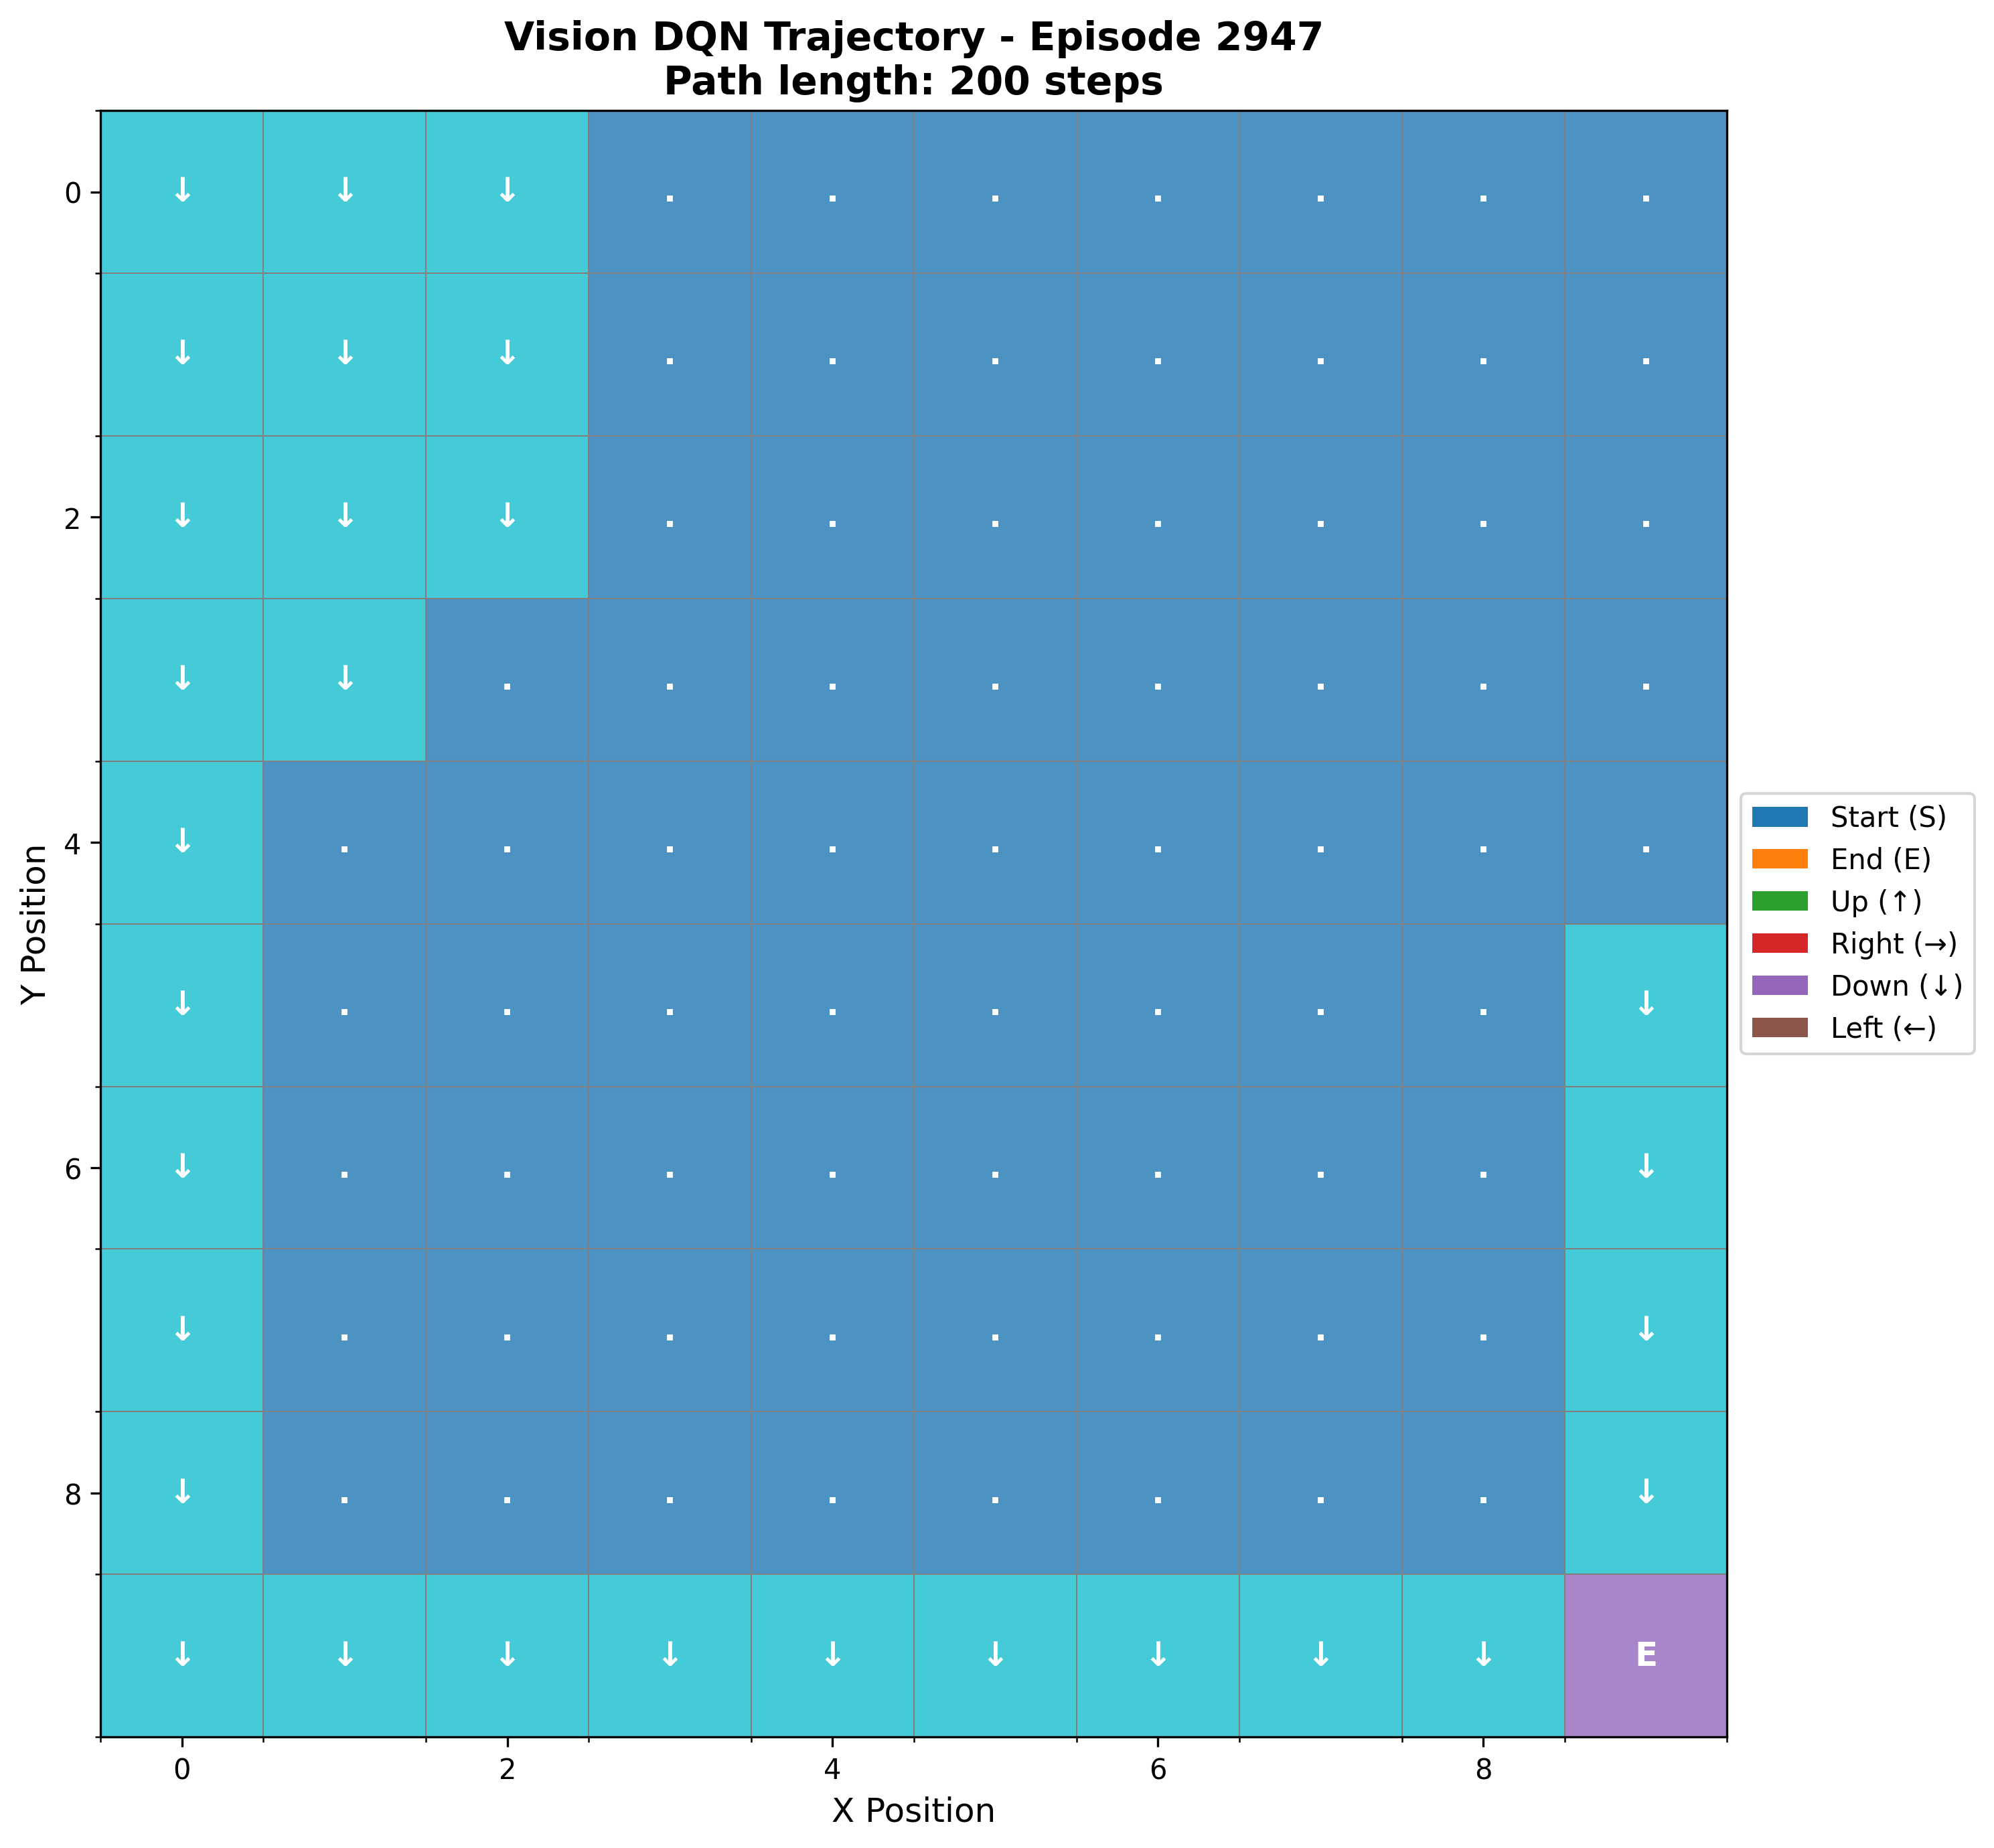 Vision DQN Trajectory - Episode 2947
Path length: 200 steps
0 ↓ ↓ ↓ . . . . . . .
↓ ↓ ↓ . . . . . . .
2 ↓ ↓ ↓ . . . . . . .
↓ ↓ . . . . . . . .
4 ↓ . . . . . . . . .
↓ . . . . . . . . ↓
6 ↓ . . . . . . . . ↓
↓ . . . . . . . . ↓
8 ↓ . . . . . . . . ↓
↓ ↓ ↓ ↓ ↓ ↓ ↓ ↓ ↓ E
0 2 4 6 8
X Position
Y Position
Start (S)
End (E)
Up (↑)
Right (→)
Down (↓)
Left (←)